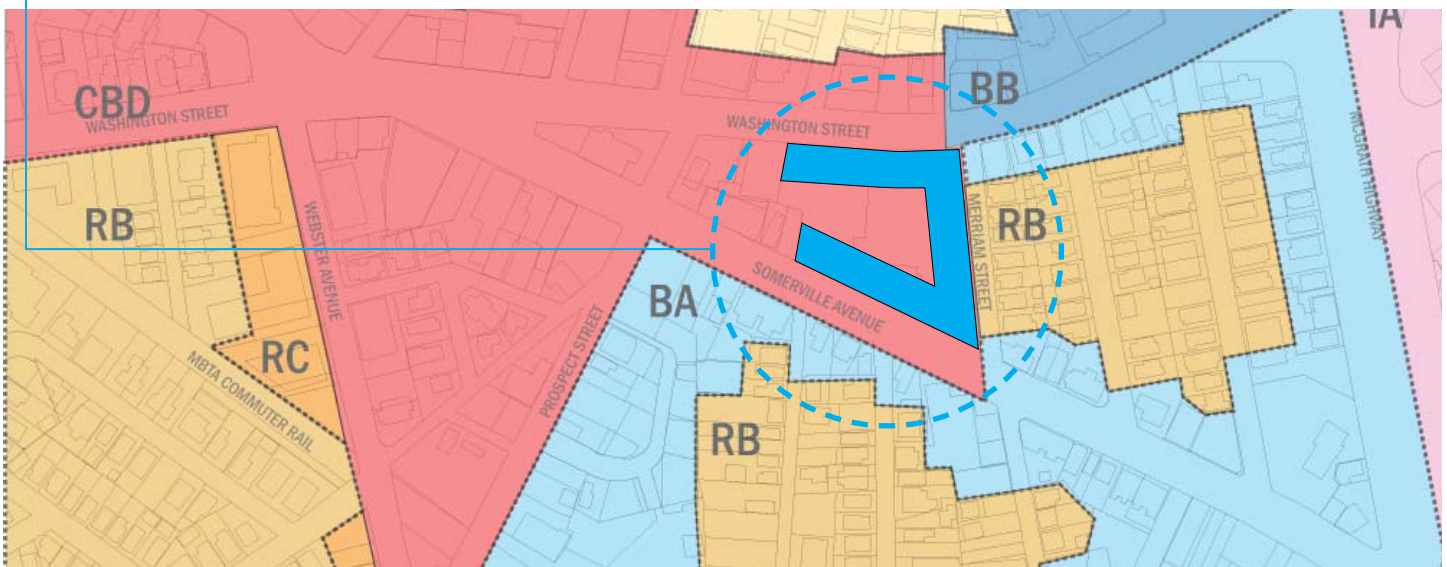 IA
CBD
WASHINGTON STREET
BB
WASHINGTON STREET
MCGRATH HIGHWAY
RB
WEBSTER AVENUE
MERRIAM STREET
RB
SOMERVILLE AVENUE
BA
PROSPECT STREET
RC
MBTA COMMUTER RAIL
RB